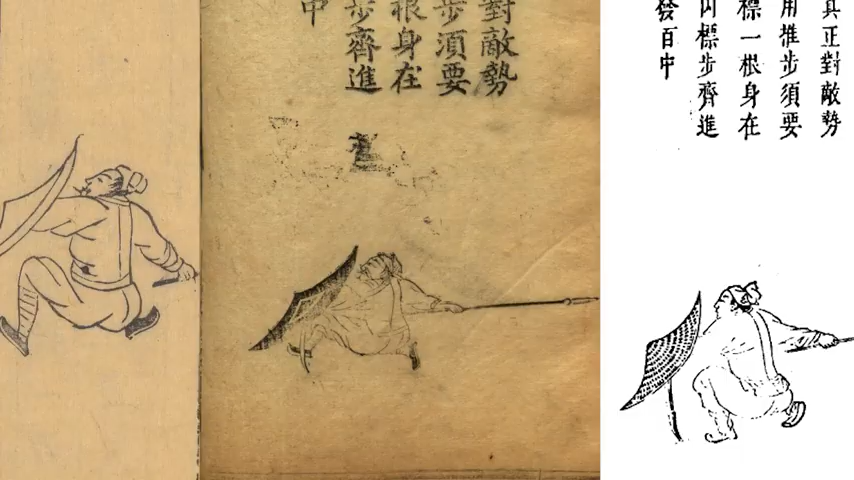 對敵勢
步須要
根身在
步齊進
中
正對敵勢
用推步須要
標一根身在
標步齊進
發百中